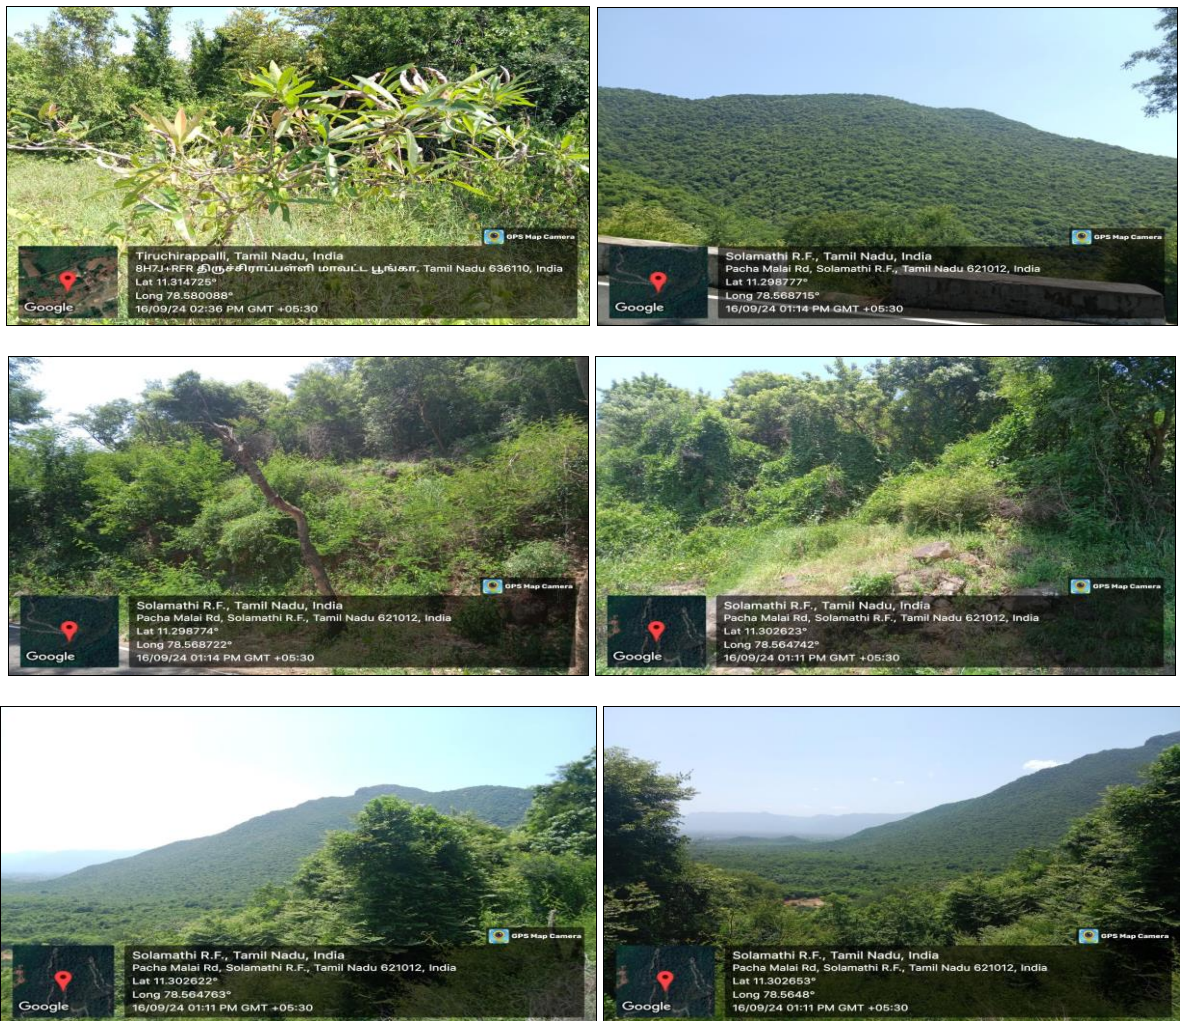 GPS Map Camera
Tiruchirappalli, Tamil Nadu, India
8H7J+RFR திருச்சிராப்பள்ளி மாவட்ட பூங்கா, Tamil Nadu 636110, India
Lat 11.314725°
Long 78.580088°
16/09/24 02:36 PM GMT +05:30
Google
GPS Map Camera
Solamathi R.F., Tamil Nadu, India
Pacha Malai Rd, Solamathi R.F., Tamil Nadu 621012, India
Lat 11.298777°
Long 78.568715°
16/09/24 01:14 PM GMT +05:30
Google
GPS Map Camera
Solamathi R.F., Tamil Nadu, India
Pacha Malai Rd, Solamathi R.F., Tamil Nadu 621012, India
Lat 11.298774°
Long 78.568722°
16/09/24 01:14 PM GMT +05:30
Google
GPS Map Camera
Solamathi R.F., Tamil Nadu, India
Pacha Malai Rd, Solamathi R.F., Tamil Nadu 621012, India
Lat 11.302623°
Long 78.564742°
16/09/24 01:11 PM GMT +05:30
Google
GPS Map Camera
Solamathi R.F., Tamil Nadu, India
Pacha Malai Rd, Solamathi R.F., Tamil Nadu 621012, India
Lat 11.302622°
Long 78.564763°
16/09/24 01:11 PM GMT +05:30
Google
GPS Map Camera
Solamathi R.F., Tamil Nadu, India
Pacha Malai Rd, Solamathi R.F., Tamil Nadu 621012, India
Lat 11.302653°
Long 78.5648°
16/09/24 01:11 PM GMT +05:30
Google